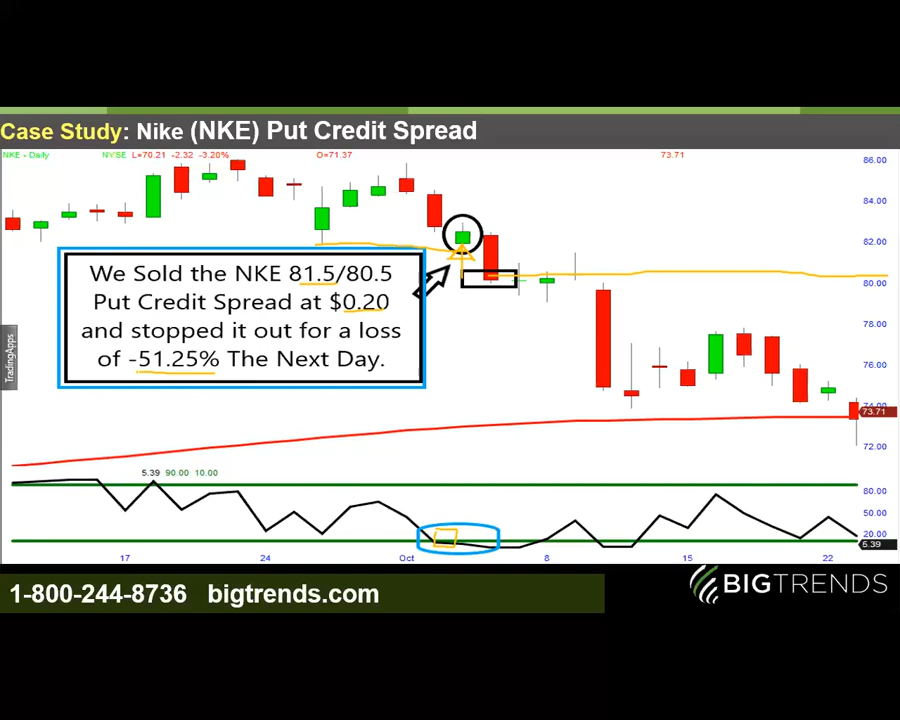 Case Study: Nike (NKE) Put Credit Spread
NKE - Daily NYSE L=70.21 -2.32 -3.20% O=71.37 73.71
86.00
84.00
82.00
80.00
78.00
76.00
74.00
73.71
72.00
We Sold the NKE 81.5/80.5
Put Credit Spread at $0.20
and stopped it out for a loss
of -51.25% The Next Day.
TradingApps
5.39 90.00 10.00
80.00
50.00
20.00
17 24 Oct 8 15 22
1-800-244-8736 bigtrends.com
BIGTRENDS